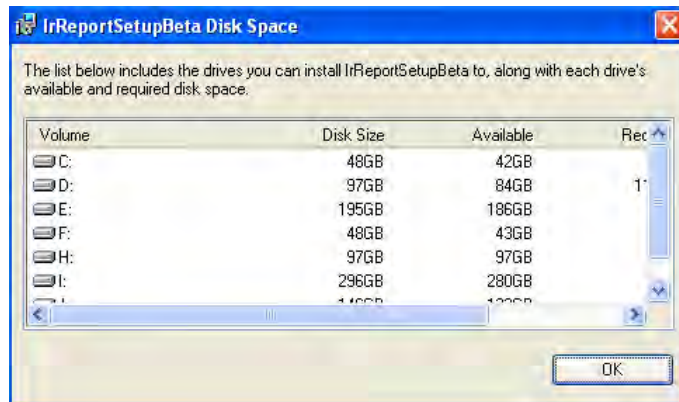 IrReportSetupBeta Disk Space
The list below includes the drives you can install IrReportSetupBeta to, along with each drive's
available and required disk space.
Volume Disk Size Available Rec
C: 48GB 42GB
D: 97GB 84GB 11
E: 195GB 186GB
F: 48GB 43GB
H: 97GB 97GB
I: 296GB 280GB
OK